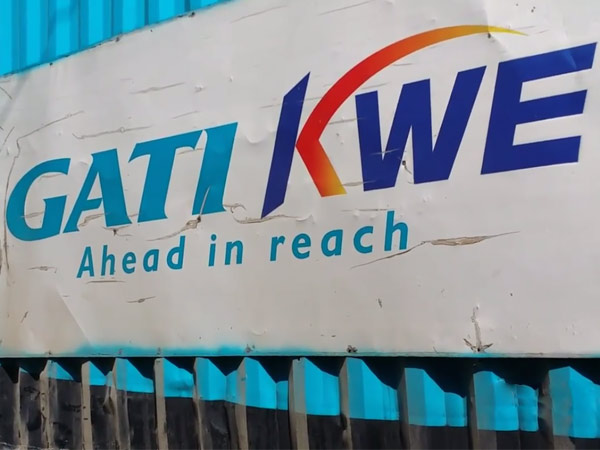 GATI KWE
Ahead in reach